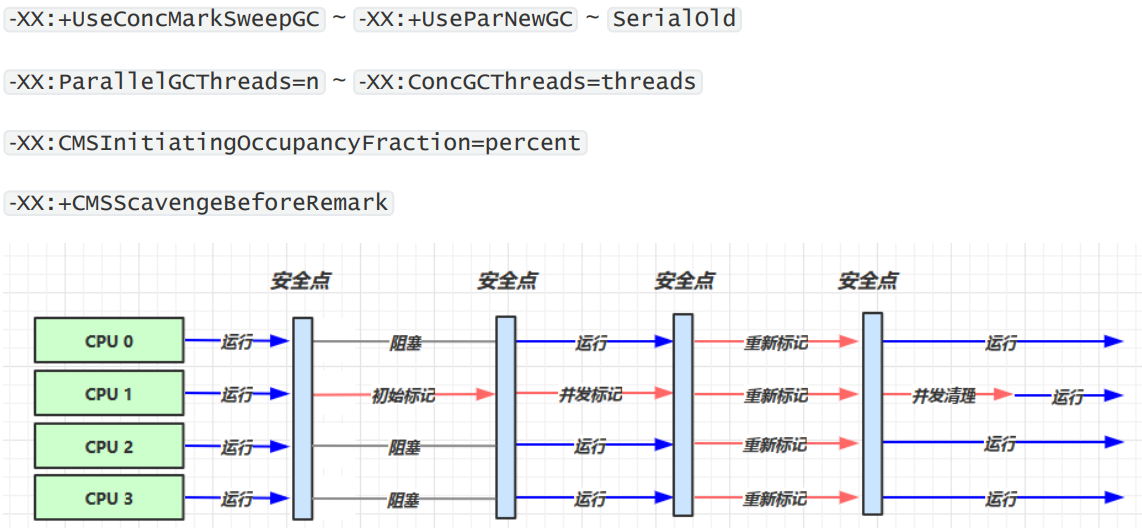 -XX:+UseConcMarkSweepGC ~ -XX:+UseParNewGC ~ SerialOld
-XX:ParallelGCThreads=n ~ -XX:ConcGCThreads=threads
-XX:CMSInitiatingOccupancyFraction=percent
-XX:+CMSScavengeBeforeRemark
安全点 安全点 安全点 安全点
CPU 0 运行 阻塞 运行 重新标记 运行
CPU 1 运行 初始标记 并发标记 重新标记 并发清理 运行
CPU 2 运行 阻塞 运行 重新标记 运行
CPU 3 运行 阻塞 运行 重新标记 运行